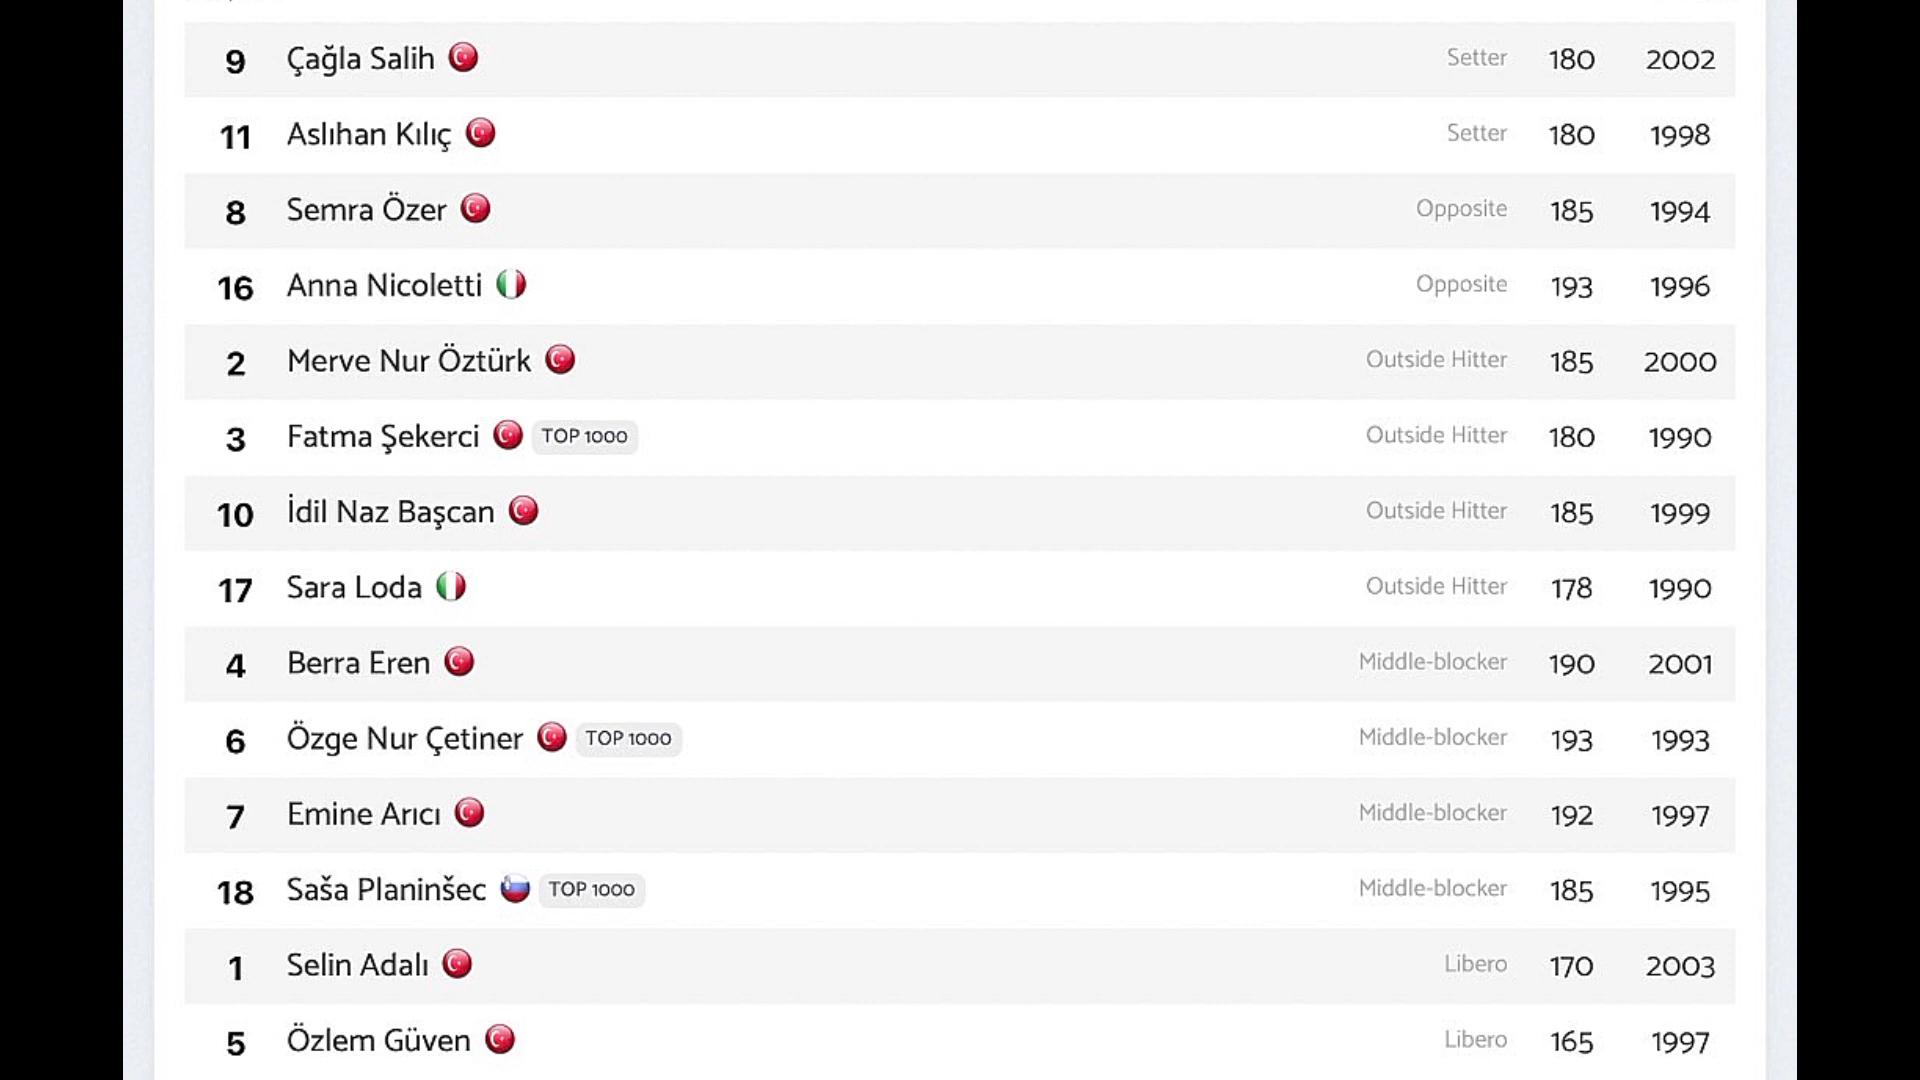 9 Çağla Salih Setter 180 2002
11 Aslıhan Kılıç Setter 180 1998
8 Semra Özer Opposite 185 1994
16 Anna Nicoletti Opposite 193 1996
2 Merve Nur Öztürk Outside Hitter 185 2000
3 Fatma Şekerci TOP 1000 Outside Hitter 180 1990
10 İdil Naz Başcan Outside Hitter 185 1999
17 Sara Loda Outside Hitter 178 1990
4 Berra Eren Middle-blocker 190 2001
6 Özge Nur Çetiner TOP 1000 Middle-blocker 193 1993
7 Emine Arıcı Middle-blocker 192 1997
18 Saša Planinšec TOP 1000 Middle-blocker 185 1995
1 Selin Adalı Libero 170 2003
5 Özlem Güven Libero 165 1997